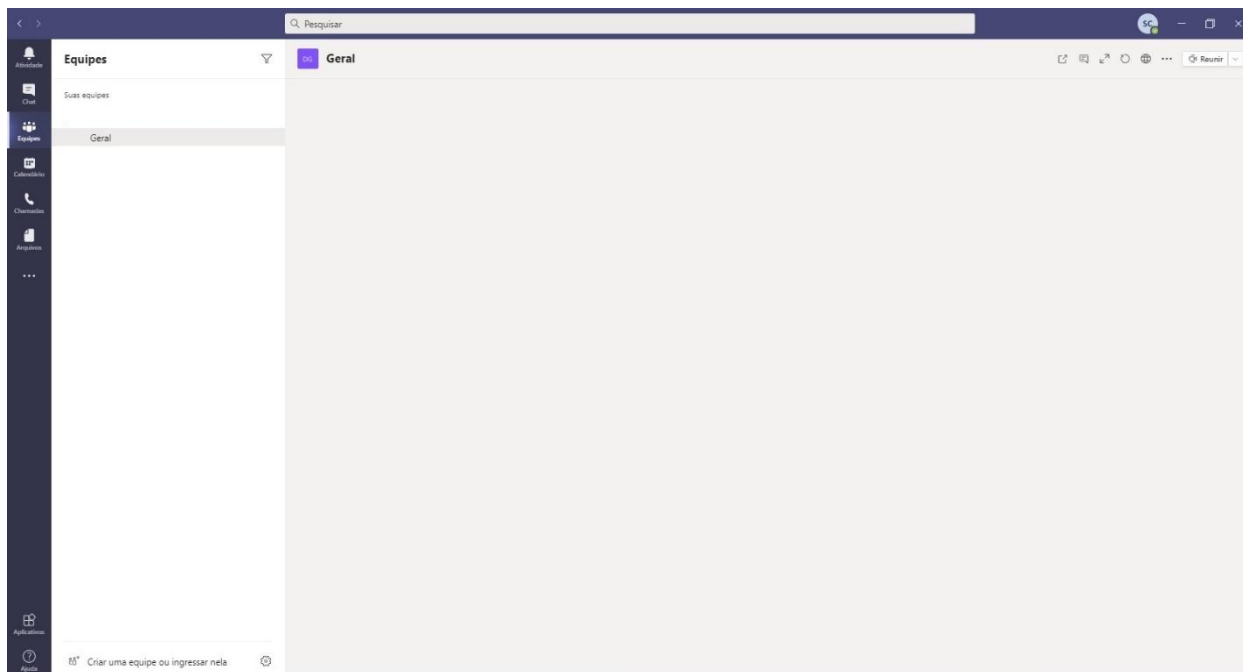 Pesquisar
SC
Atividade
Chat
Equipes
Calendário
Chamadas
Arquivos
Aplicativos
Ajuda
Equipes
Suas equipes
Geral
Criar uma equipe ou ingressar nela
DG
Geral
Reunir